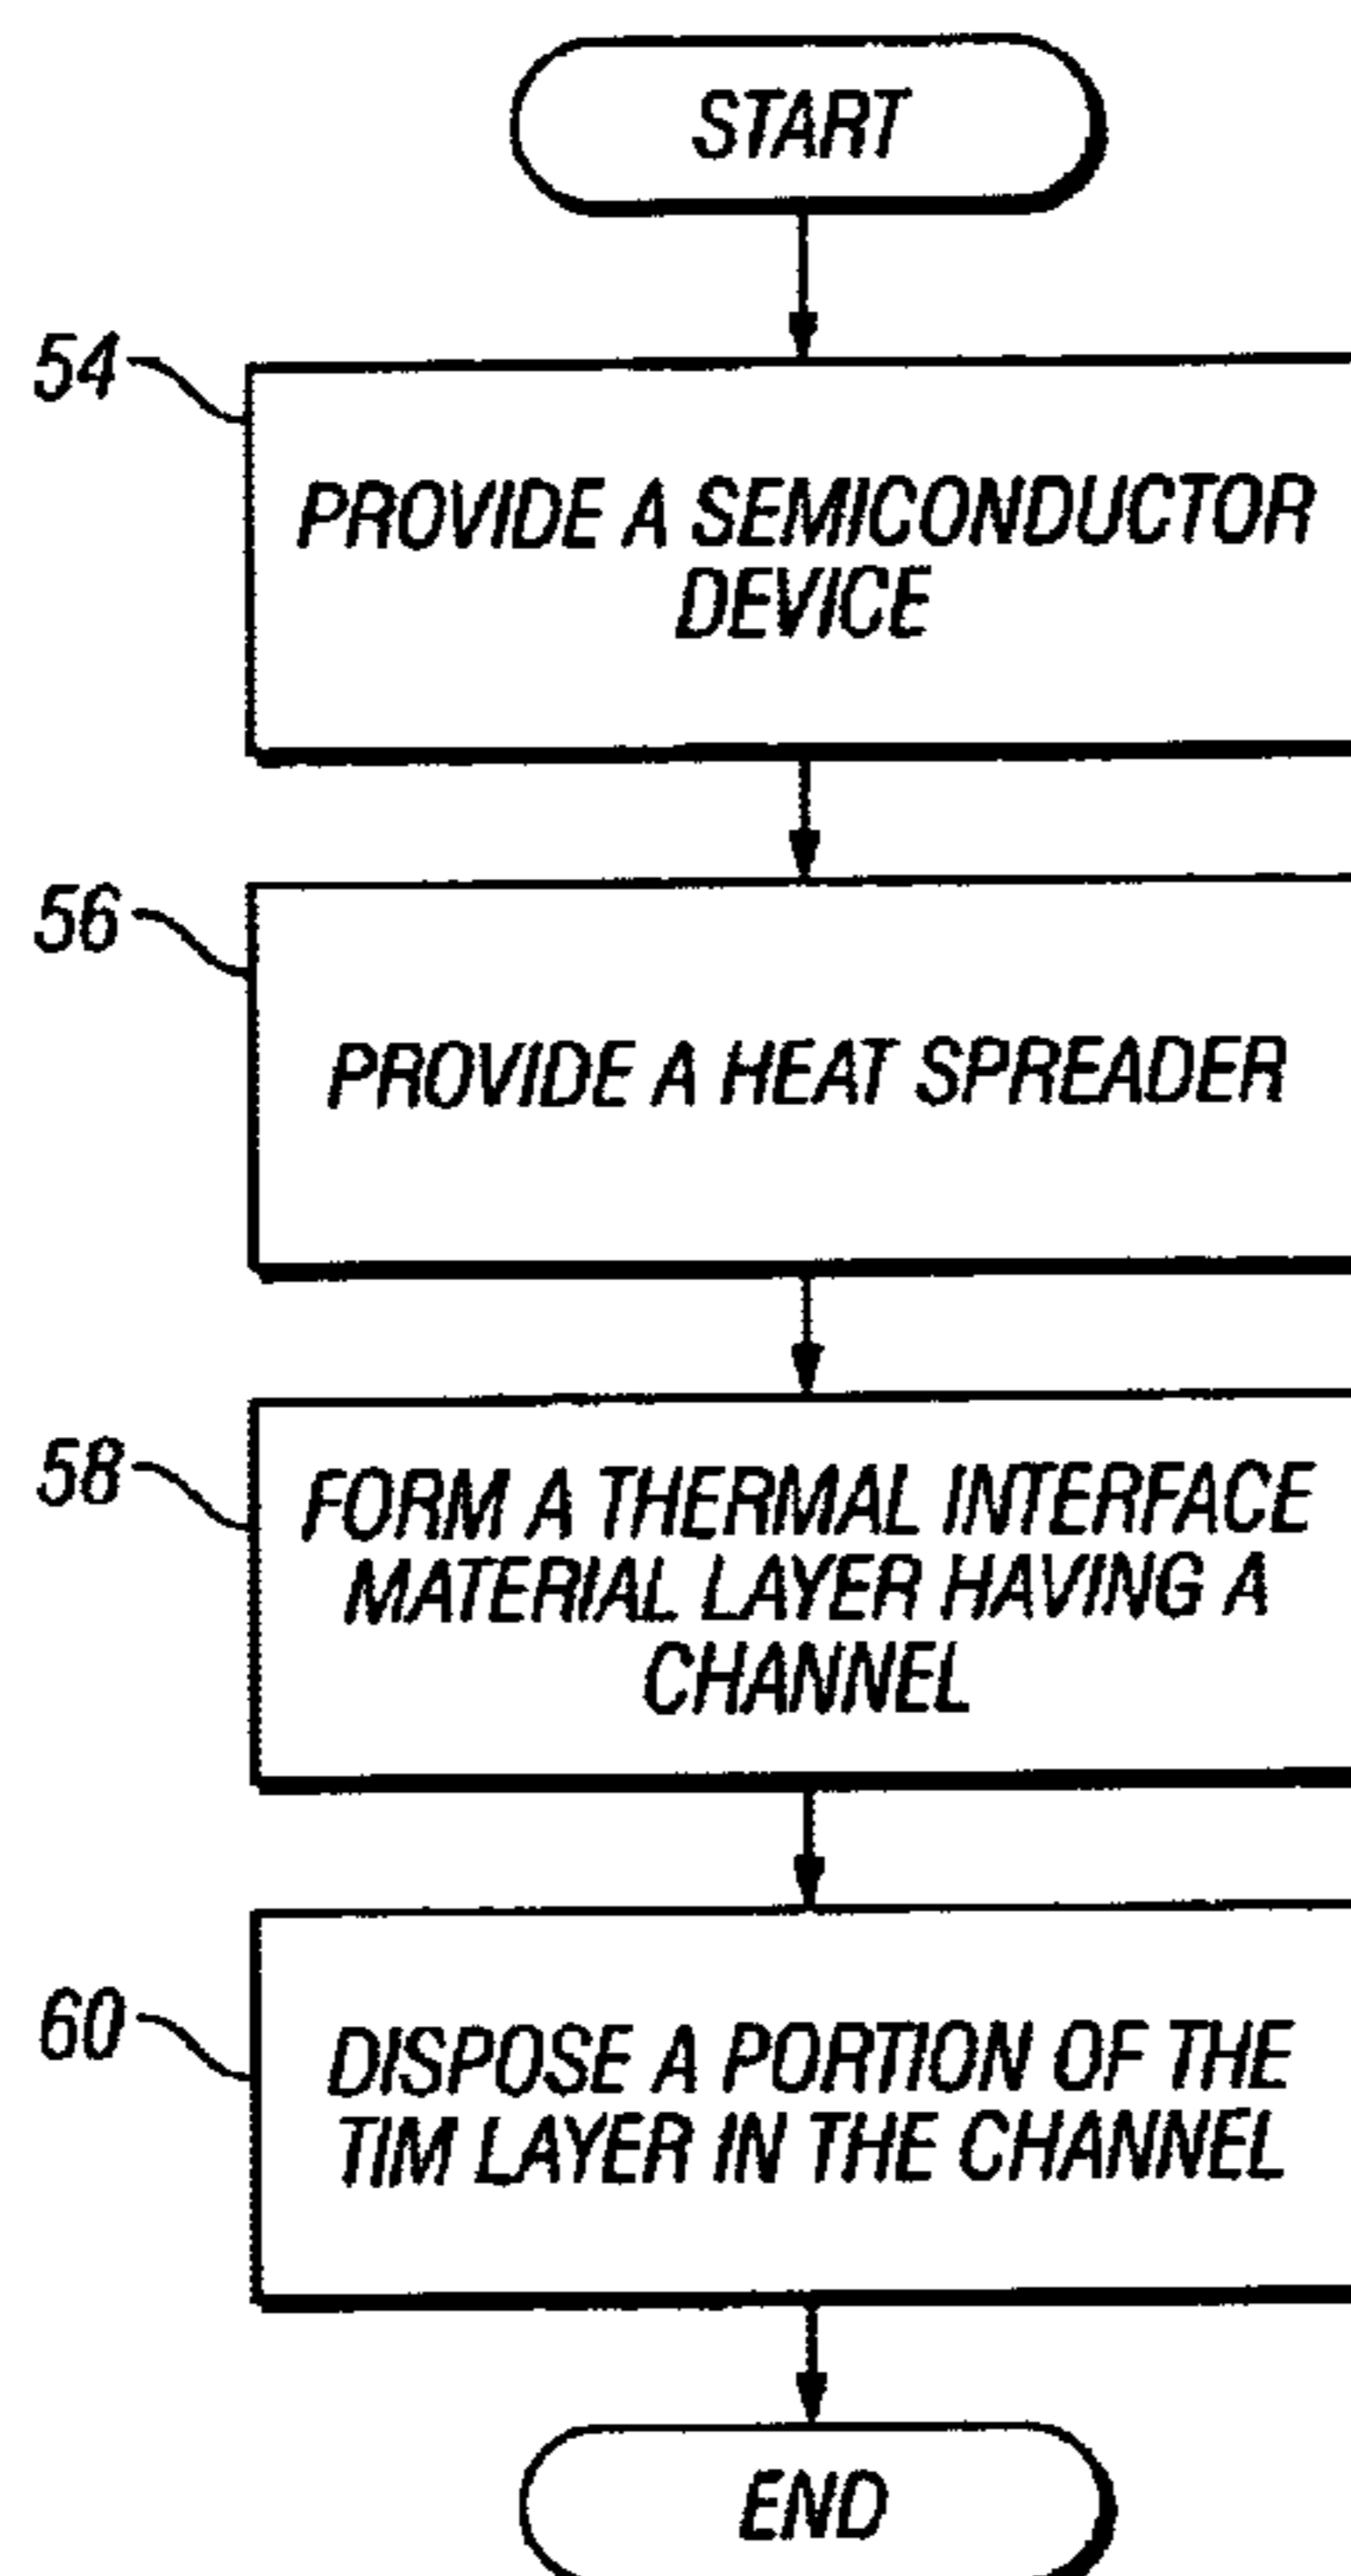 START
54
PROVIDE A SEMICONDUCTOR
DEVICE
56
PROVIDE A HEAT SPREADER
58
FORM A THERMAL INTERFACE
MATERIAL LAYER HAVING A
CHANNEL
60
DISPOSE A PORTION OF THE
TIM LAYER IN THE CHANNEL
END